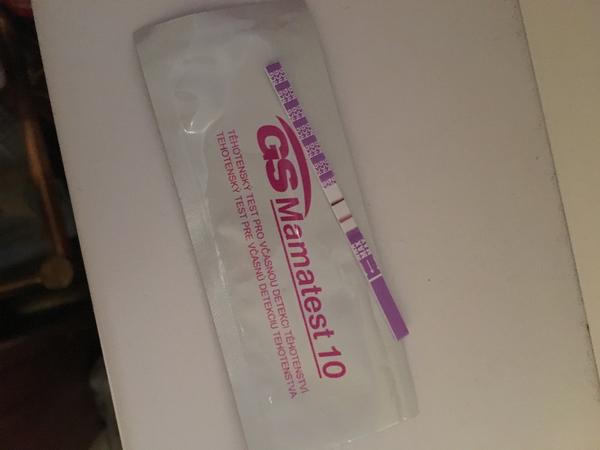 GS Mamatest 10
TĚHOTENSKÝ TEST PRO VČASNOU DETEKCI TĚHOTENSTVÍ
TEHOTENSKÝ TEST PRE VČASNÚ DETEKCIU TEHOTENSTVA